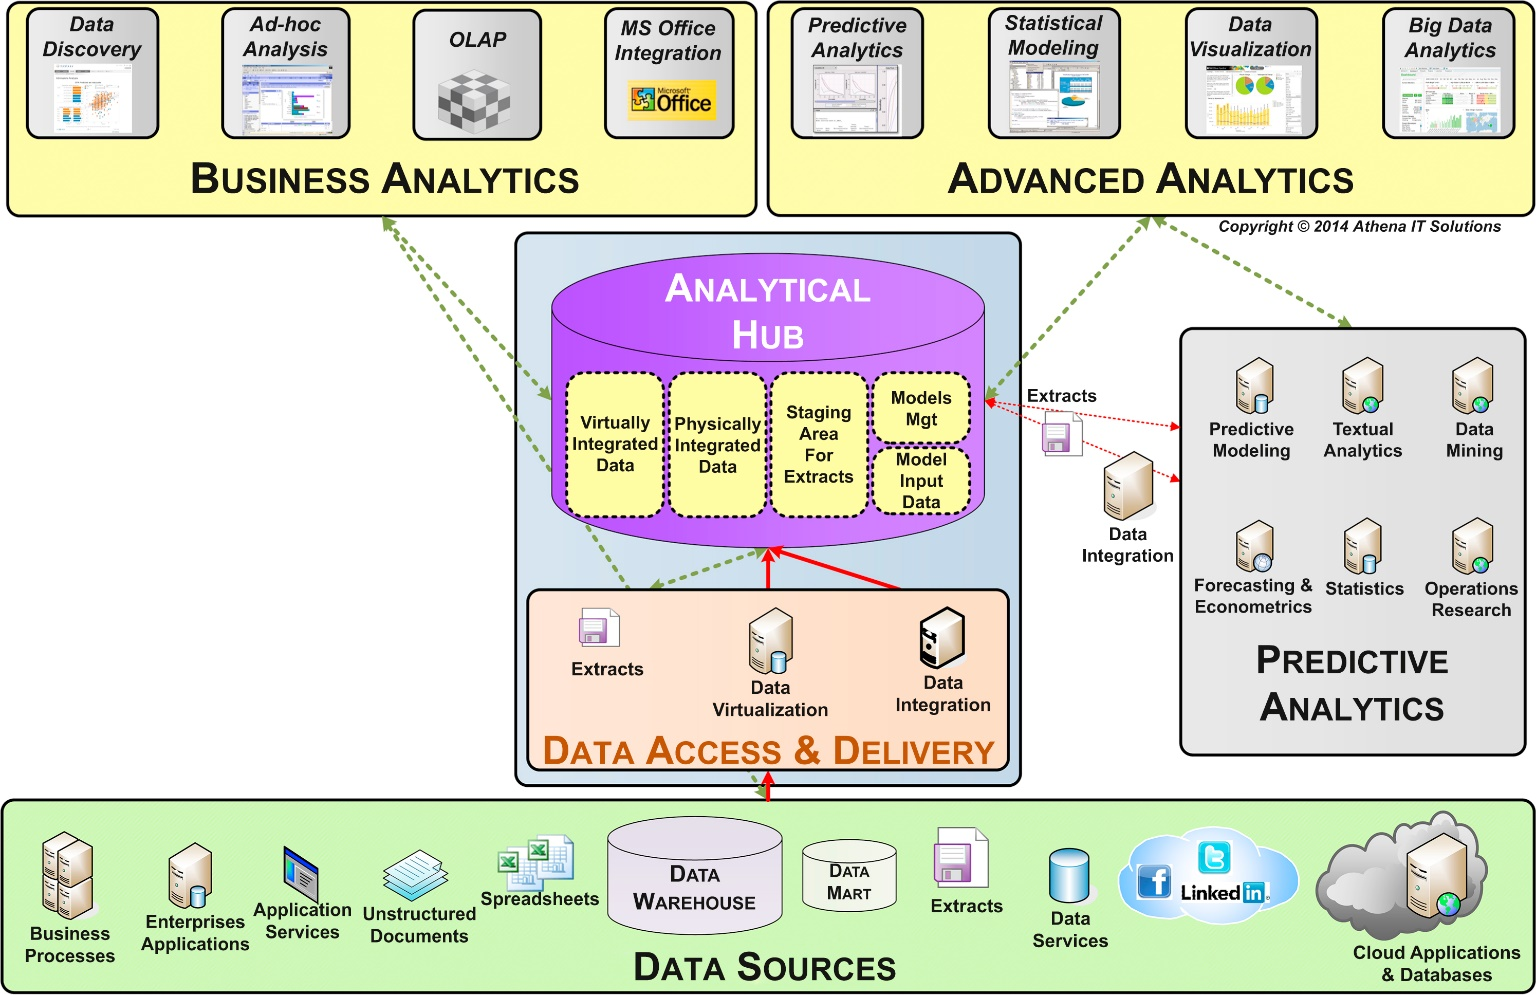 Data
Discovery
Ad-hoc
Analysis
OLAP
MS Office
Integration
Microsoft
Office
BUSINESS ANALYTICS
Predictive
Analytics
Statistical
Modeling
Data
Visualization
Big Data
Analytics
ADVANCED ANALYTICS
Copyright © 2014 Athena IT Solutions
ANALYTICAL
HUB
Virtually
Integrated
Data
Physically
Integrated
Data
Staging
Area
For
Extracts
Models
Mgt
Model
Input
Data
Extracts
Data
Integration
Predictive
Modeling
Textual
Analytics
Data
Mining
Forecasting &
Econometrics
Statistics
Operations
Research
PREDICTIVE
ANALYTICS
Extracts
Data
Virtualization
Data
Integration
DATA ACCESS & DELIVERY
Business
Processes
Enterprises
Applications
Application
Services
Unstructured
Documents
Spreadsheets
DATA
WAREHOUSE
DATA
MART
Extracts
Data
Services
Linked in
Cloud Applications
& Databases
DATA SOURCES